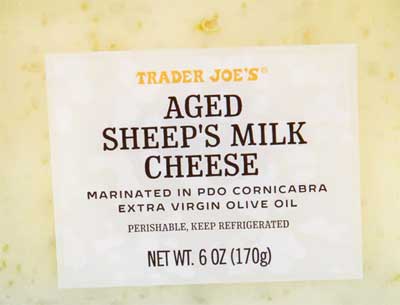 TRADER JOE'S®
AGED
SHEEP'S MILK
CHEESE
MARINATED IN PDO CORNICABRA
EXTRA VIRGIN OLIVE OIL
PERISHABLE, KEEP REFRIGERATED
NET WT. 6 OZ (170g)